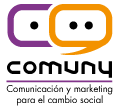 comuny
Comunicación y marketing
para el cambio social